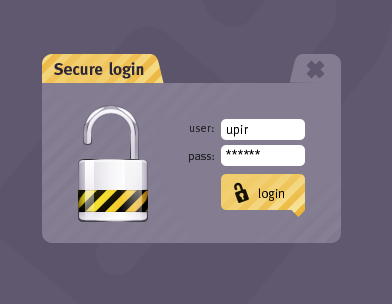 Secure login
user: upir
pass: ******
login